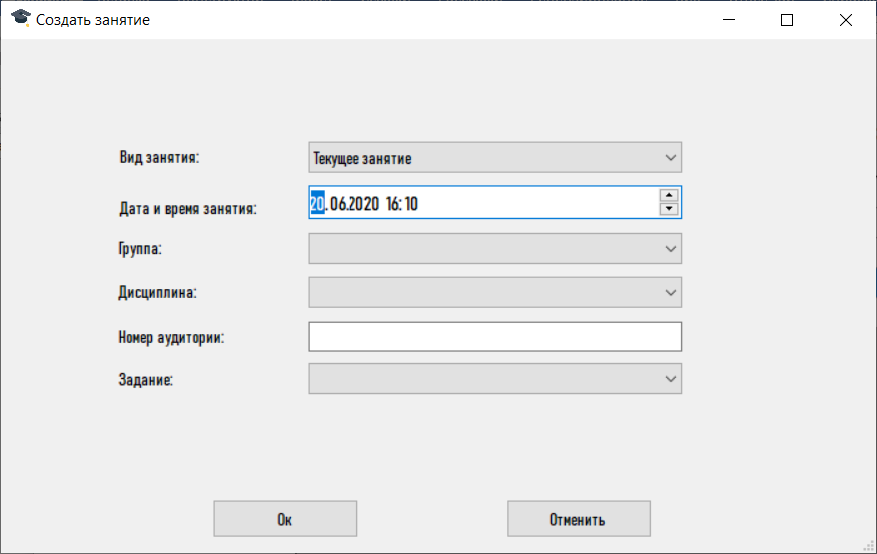 Создать занятие
Вид занятия: Текущее занятие
Дата и время занятия: 20.06.2020 16:10
Группа:
Дисциплина:
Номер аудитории:
Задание:
Ок Отменить